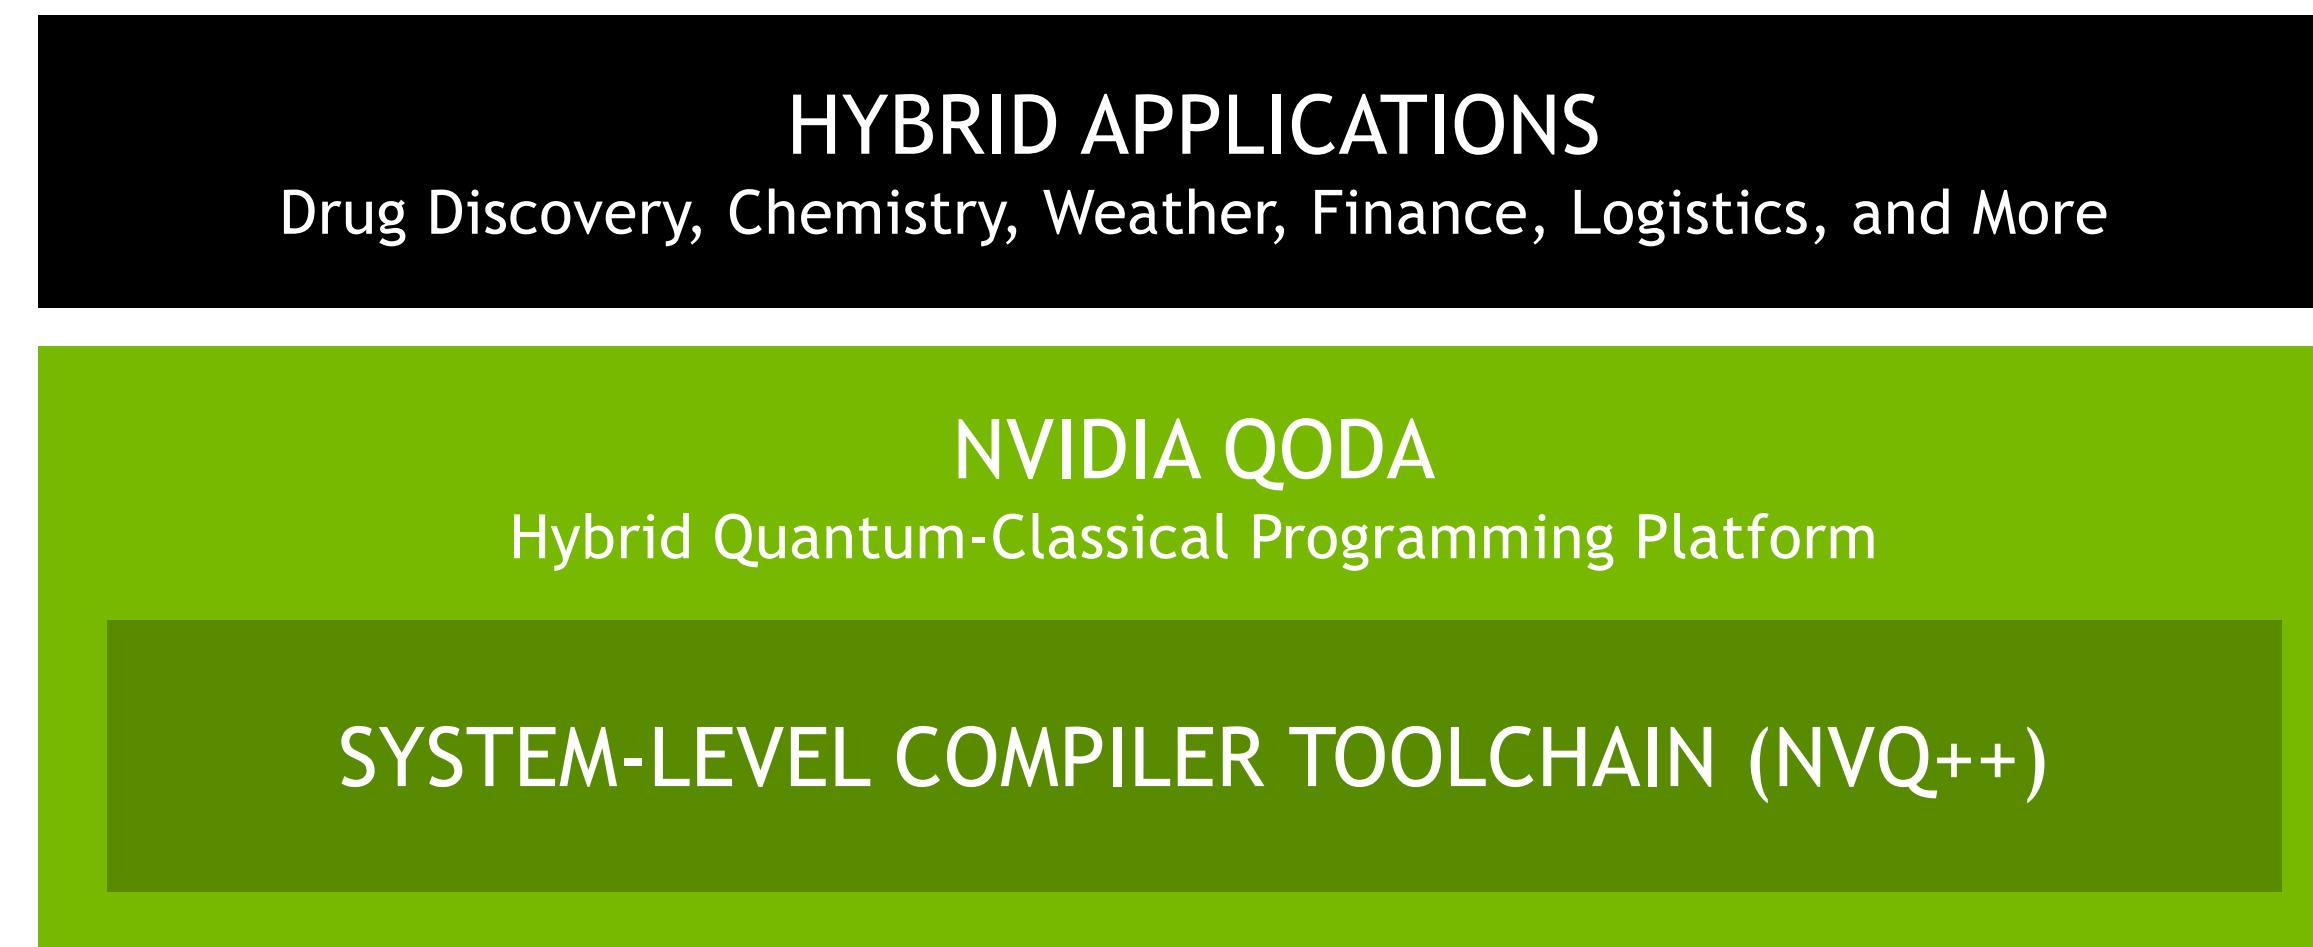 HYBRID APPLICATIONS
Drug Discovery, Chemistry, Weather, Finance, Logistics, and More
NVIDIA QODA
Hybrid Quantum-Classical Programming Platform
SYSTEM-LEVEL COMPILER TOOLCHAIN (NVQ++)